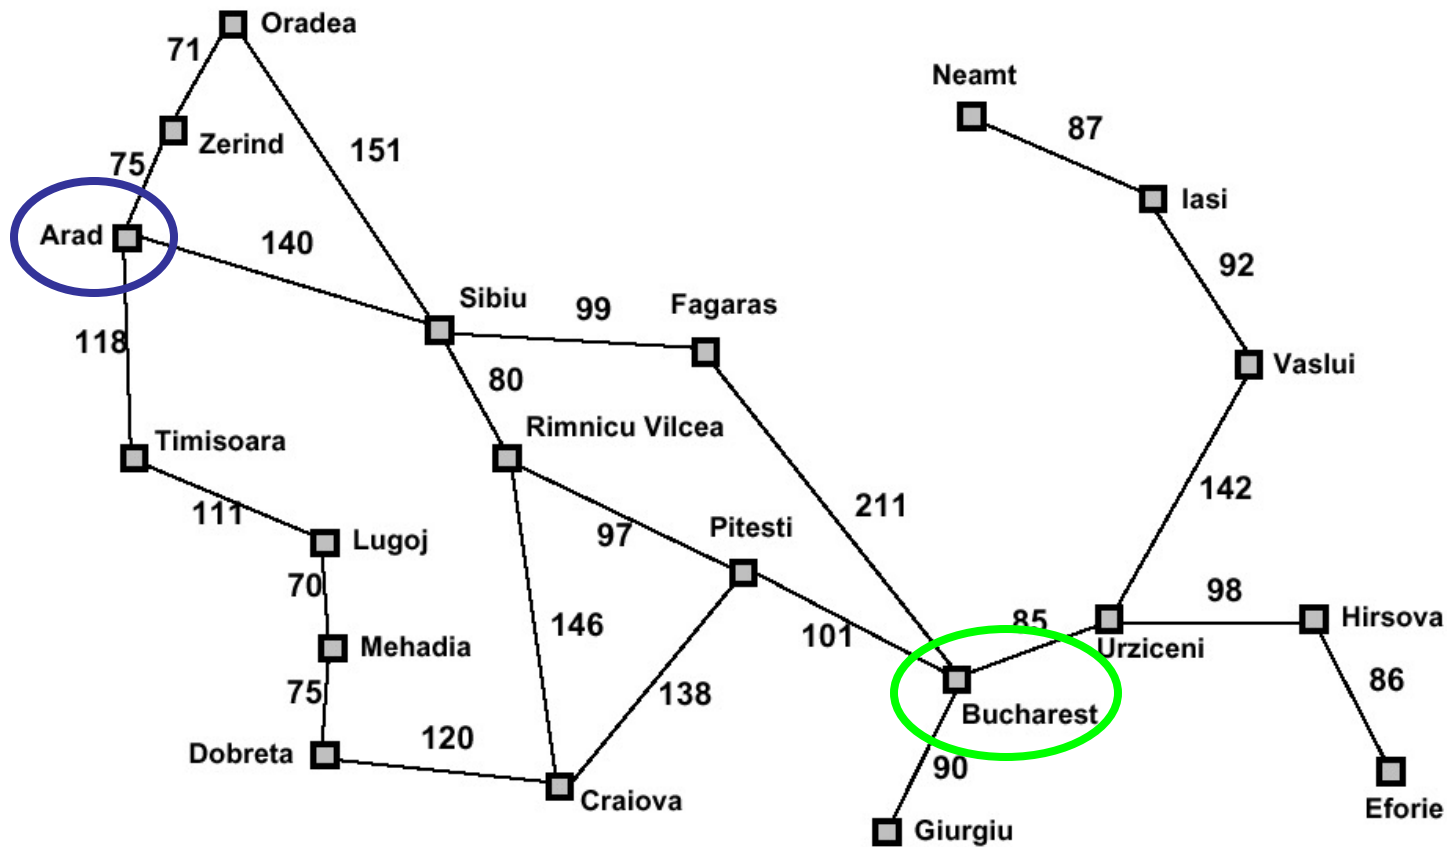 Oradea
71
Neamt
87
Zerind
151
75
Iasi
Arad
140
92
Sibiu
99
Fagaras
118
Vaslui
80
Rimnicu Vilcea
Timisoara
142
211
111
97
Pitesti
Lugoj
70
98
146
101
85
Hirsova
Mehadia
Urziceni
75
138
86
Bucharest
120
Dobreta
90
Craiova
Eforie
Giurgiu